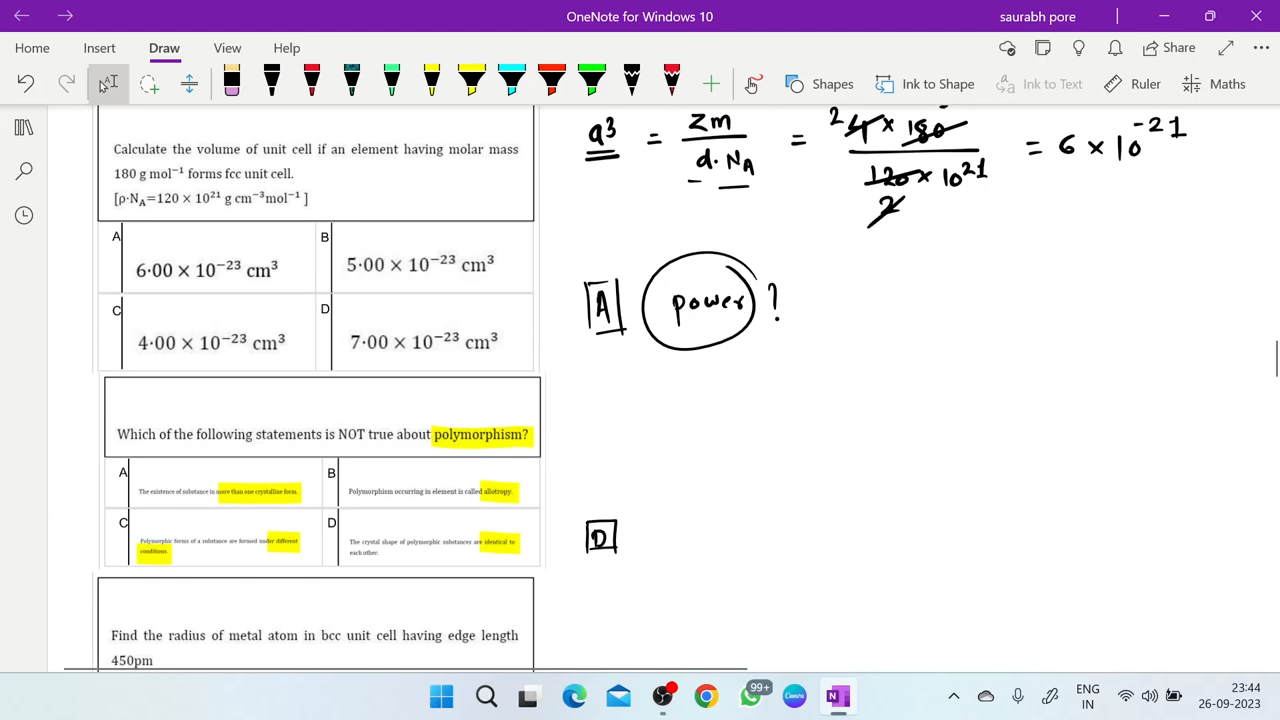 OneNote for Windows 10
saurabh pore
Home Insert Draw View Help
Share
Shapes
Ink to Shape
Ink to Text
Ruler
Maths
Calculate the volume of unit cell if an element having molar mass
180 g mol⁻¹ forms fcc unit cell.
[ρ·N_A=120 × 10²¹ g cm⁻³mol⁻¹ ]
A
6·00 × 10⁻²³ cm³
B
5·00 × 10⁻²³ cm³
C
4·00 × 10⁻²³ cm³
D
7·00 × 10⁻²³ cm³
a³ = zm / d. N_A = 2 4 × 180 / 120 × 10²¹ 2 = 6 × 10⁻²¹
A power ?
Which of the following statements is NOT true about polymorphism?
A
The existence of substance in more than one crystalline form.
B
Polymorphism occurring in element is called allotropy.
C
Polymorphic forms of a substance are formed under different
conditions.
D
The crystal shape of polymorphic substances are identical to
each other.
D
Find the radius of metal atom in bcc unit cell having edge length
450pm
99+
ENG
IN
23:44
26-09-2023